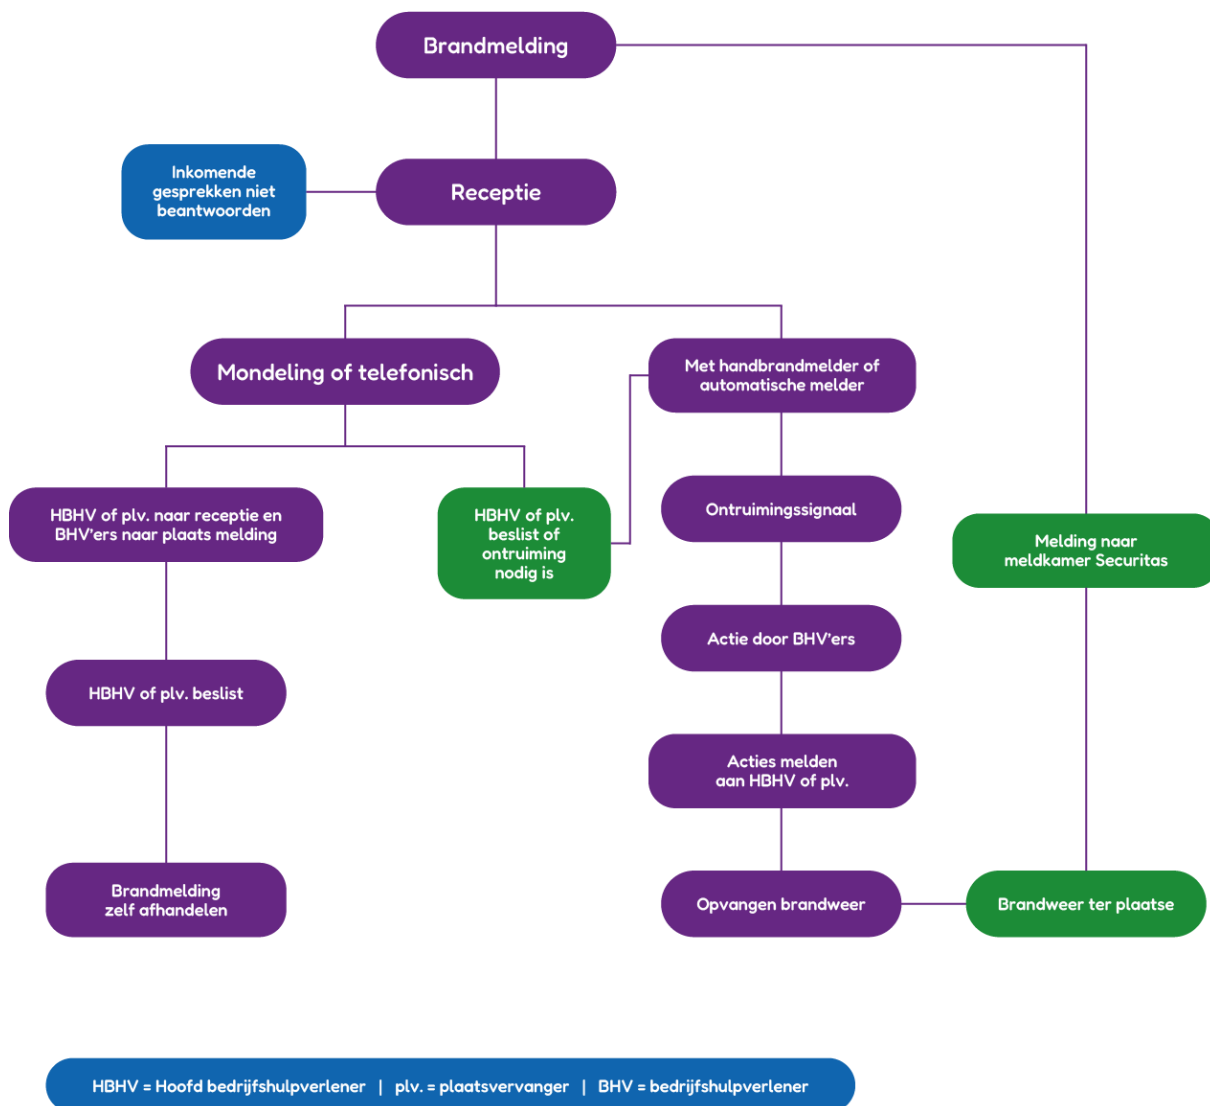 Brandmelding
Inkomende
gesprekken niet
beantwoorden
Receptie
Mondeling of telefonisch
Met handbrandmelder of
automatische melder
HBHV of plv. naar receptie en
BHV'ers naar plaats melding
HBHV of plv.
beslist of
ontruiming
nodig is
Ontruimingssignaal
Melding naar
meldkamer Securitas
Actie door BHV'ers
HBHV of plv. beslist
Acties melden
aan HBHV of plv.
Brandmelding
zelf afhandelen
Opvangen brandweer
Brandweer ter plaatse
HBHV = Hoofd bedrijfshulpverlener | plv. = plaatsvervanger | BHV = bedrijfshulpverlener